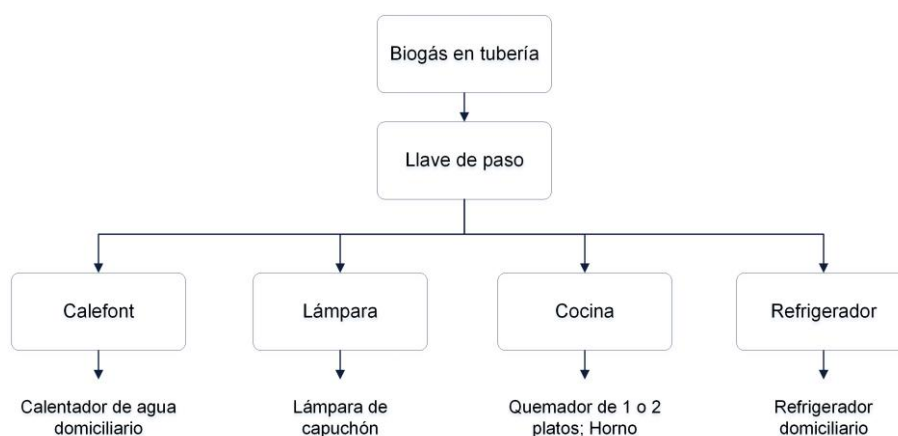 Biogás en tubería
Llave de paso
Calefont
Lámpara
Cocina
Refrigerador
Calentador de agua
domiciliario
Lámpara de
capuchón
Quemador de 1 o 2
platos; Horno
Refrigerador
domiciliario